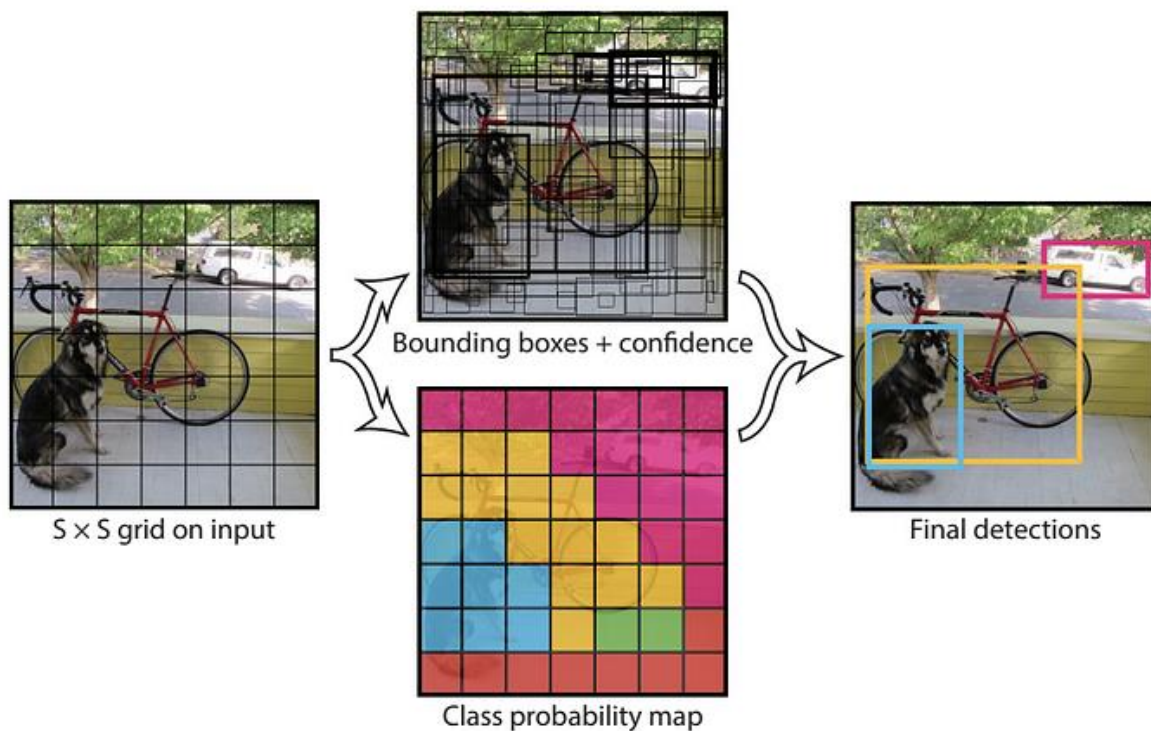 S × S grid on input
Bounding boxes + confidence
Class probability map
Final detections